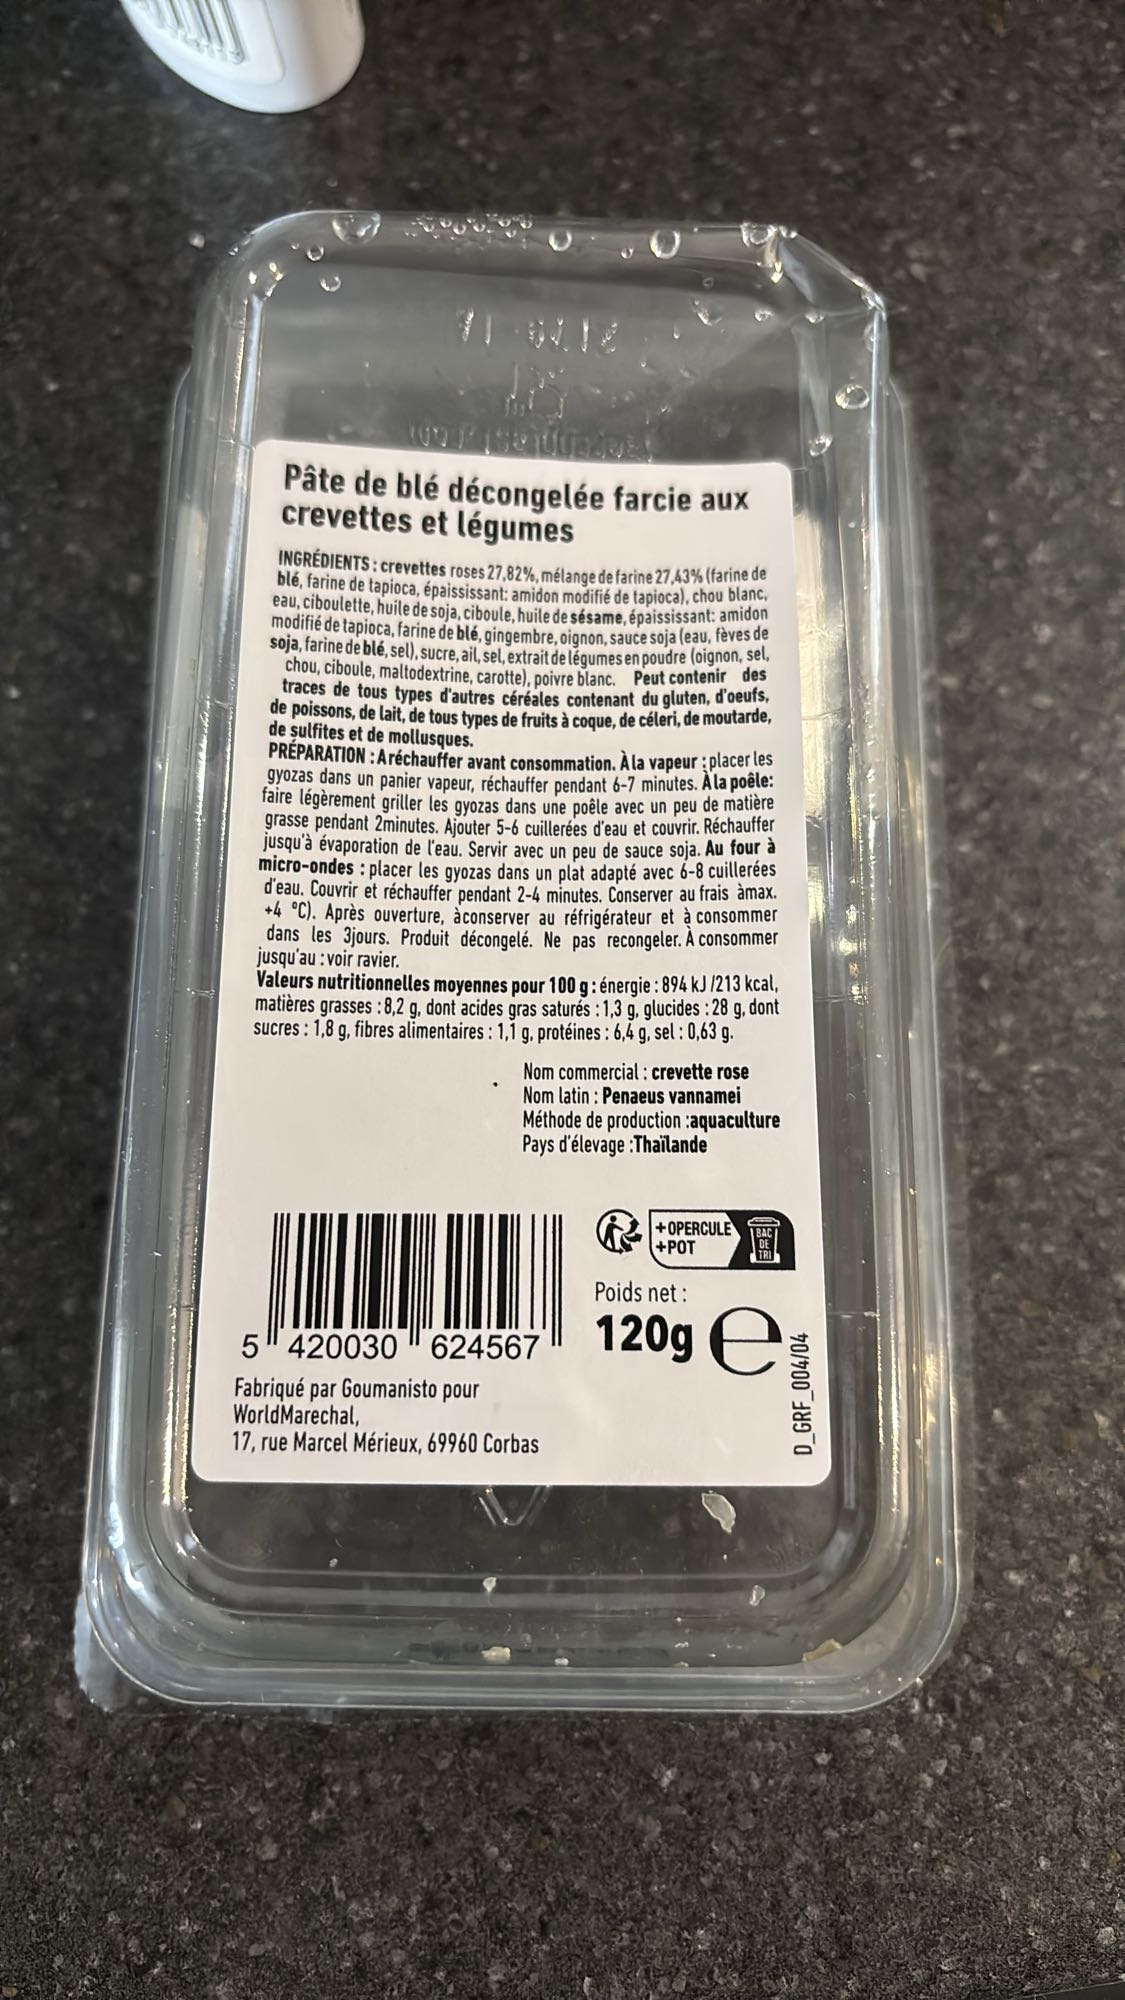 Pâte de blé décongelée farcie aux
crevettes et légumes
INGRÉDIENTS : crevettes roses 27,82%, mélange de farine 27,43% (farine de
blé, farine de tapioca, épaississant: amidon modifié de tapioca), chou blanc,
eau, ciboulette, huile de soja, ciboule, huile de sésame, épaississant: amidon
modifié de tapioca, farine de blé, gingembre, oignon, sauce soja (eau, fèves de
soja, farine de blé, sel), sucre, ail, sel, extrait de légumes en poudre (oignon, sel,
chou, ciboule, maltodextrine, carotte), poivre blanc. Peut contenir des
traces de tous types d'autres céréales contenant du gluten, d'oeufs,
de poissons, de lait, de tous types de fruits à coque, de céleri, de moutarde,
de sulfites et de mollusques.
PRÉPARATION : A réchauffer avant consommation. À la vapeur : placer les
gyozas dans un panier vapeur, réchauffer pendant 6-7 minutes. À la poêle:
faire légèrement griller les gyozas dans une poêle avec un peu de matière
grasse pendant 2minutes. Ajouter 5-6 cuillerées d'eau et couvrir. Réchauffer
jusqu'à évaporation de l'eau. Servir avec un peu de sauce soja. Au four à
micro-ondes : placer les gyozas dans un plat adapté avec 6-8 cuillerées
d'eau. Couvrir et réchauffer pendant 2-4 minutes. Conserver au frais àmax.
+4 °C). Après ouverture, àconserver au réfrigérateur et à consommer
dans les 3jours. Produit décongelé. Ne pas recongeler. À consommer
jusqu'au : voir ravier.
Valeurs nutritionnelles moyennes pour 100 g : énergie : 894 kJ /213 kcal,
matières grasses : 8,2 g, dont acides gras saturés : 1,3 g, glucides : 28 g, dont
sucres : 1,8 g, fibres alimentaires : 1,1 g, protéines : 6,4 g, sel : 0,63 g.
Nom commercial : crevette rose
Nom latin : Penaeus vannamei
Méthode de production :aquaculture
Pays d'élevage :Thaïlande
+ OPERCULE
+POT
BAC
DE
TRI
Poids net :
120g e
5 420030 624567
Fabriqué par Goumanisto pour
WorldMarechal,
17, rue Marcel Mérieux, 69960 Corbas
D_GRF_004/04